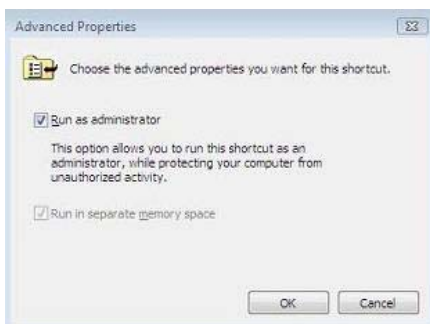 Advanced Properties
Choose the advanced properties you want for this shortcut.
Run as administrator
This option allows you to run this shortcut as an
administrator, while protecting your computer from
unauthorized activity.
Run in separate memory space
OK Cancel